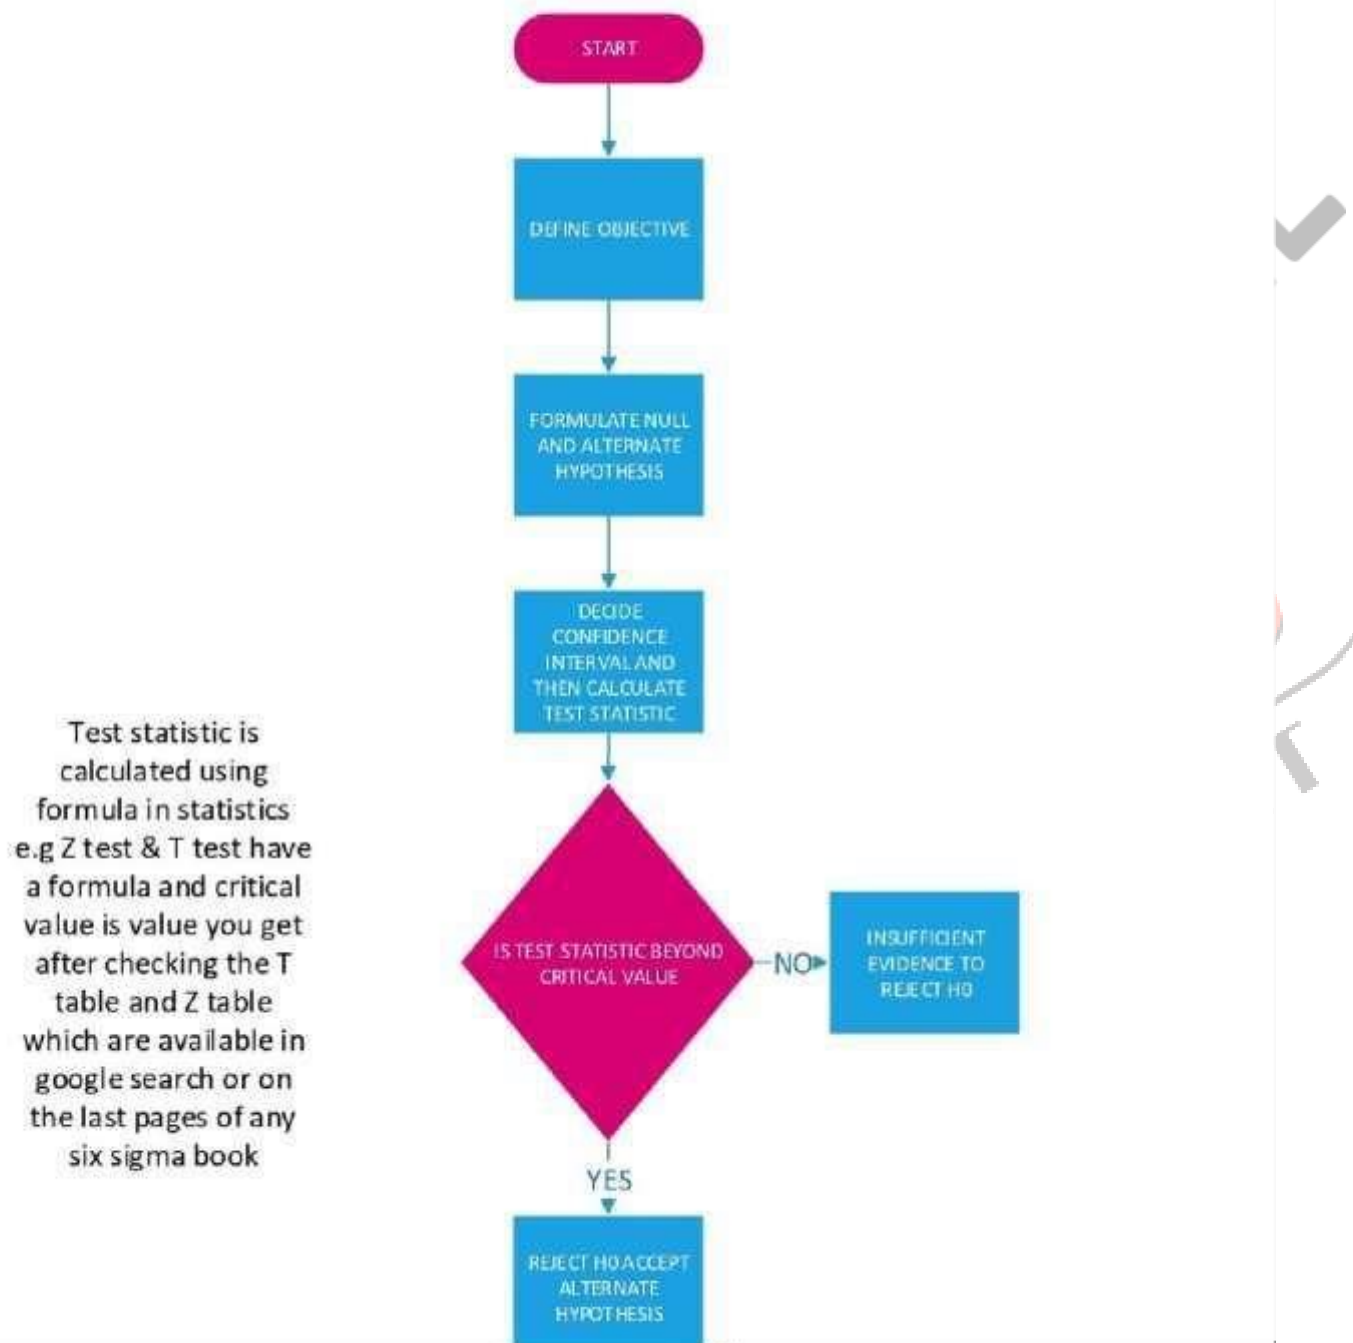 START
DEFINE OBJECTIVE
FORMULATE NULL
AND ALTERNATE
HYPOTHESIS
DECIDE
CONFIDENCE
INTERVAL AND
THEN CALCULATE
TEST STATISTIC
Test statistic is
calculated using
formula in statistics
e.g Z test & T test have
a formula and critical
value is value you get
after checking the T
table and Z table
which are available in
google search or on
the last pages of any
six sigma book
IS TEST STATISTIC BEYOND
CRITICAL VALUE
NO
INSUFFICIENT
EVIDENCE TO
REJECT H0
YES
REJECT H0 ACCEPT
ALTERNATE
HYPOTHESIS